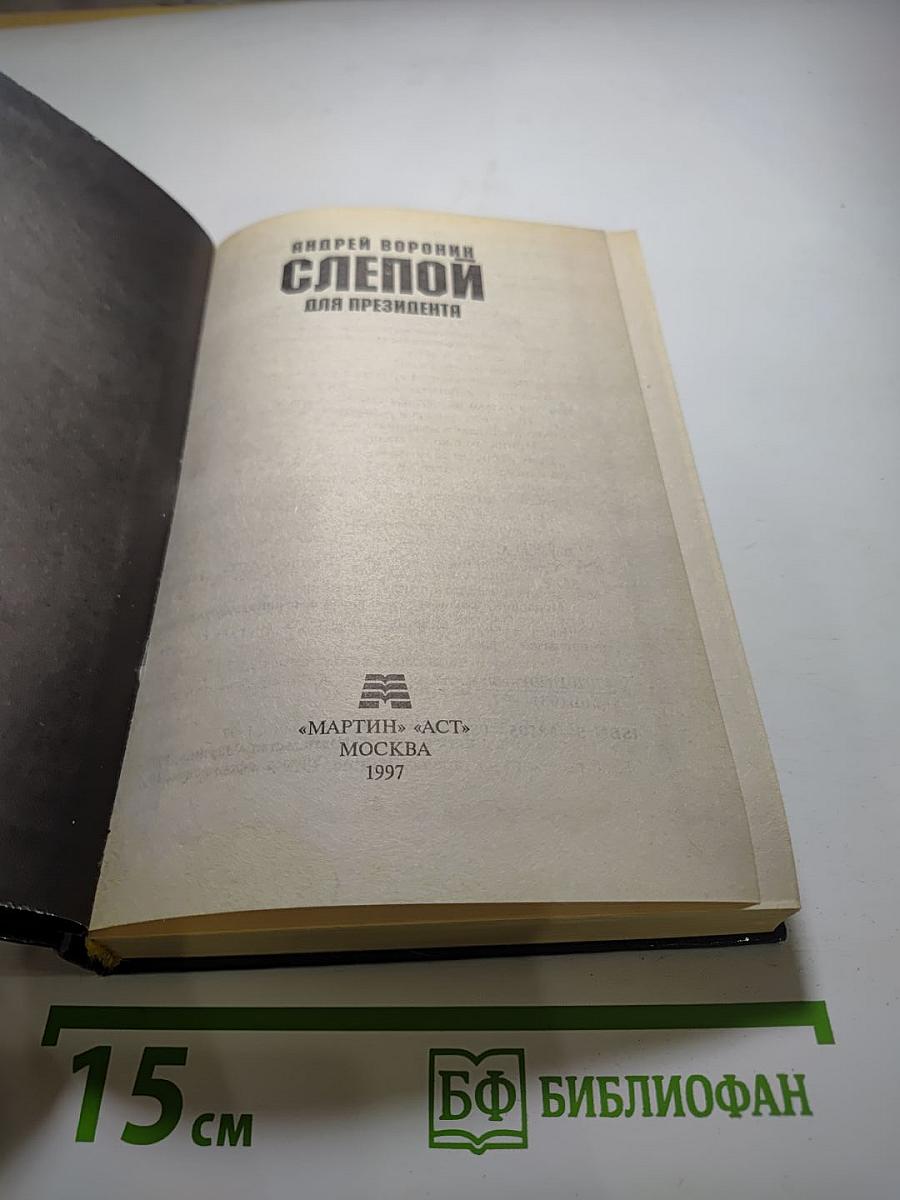 АНДРЕЙ ВОРОНИН
СЛЕПОЙ
ДЛЯ ПРЕЗИДЕНТА
«МАРТИН» «АСТ»
МОСКВА
1997
15 см
БФ БИБЛИОФАН